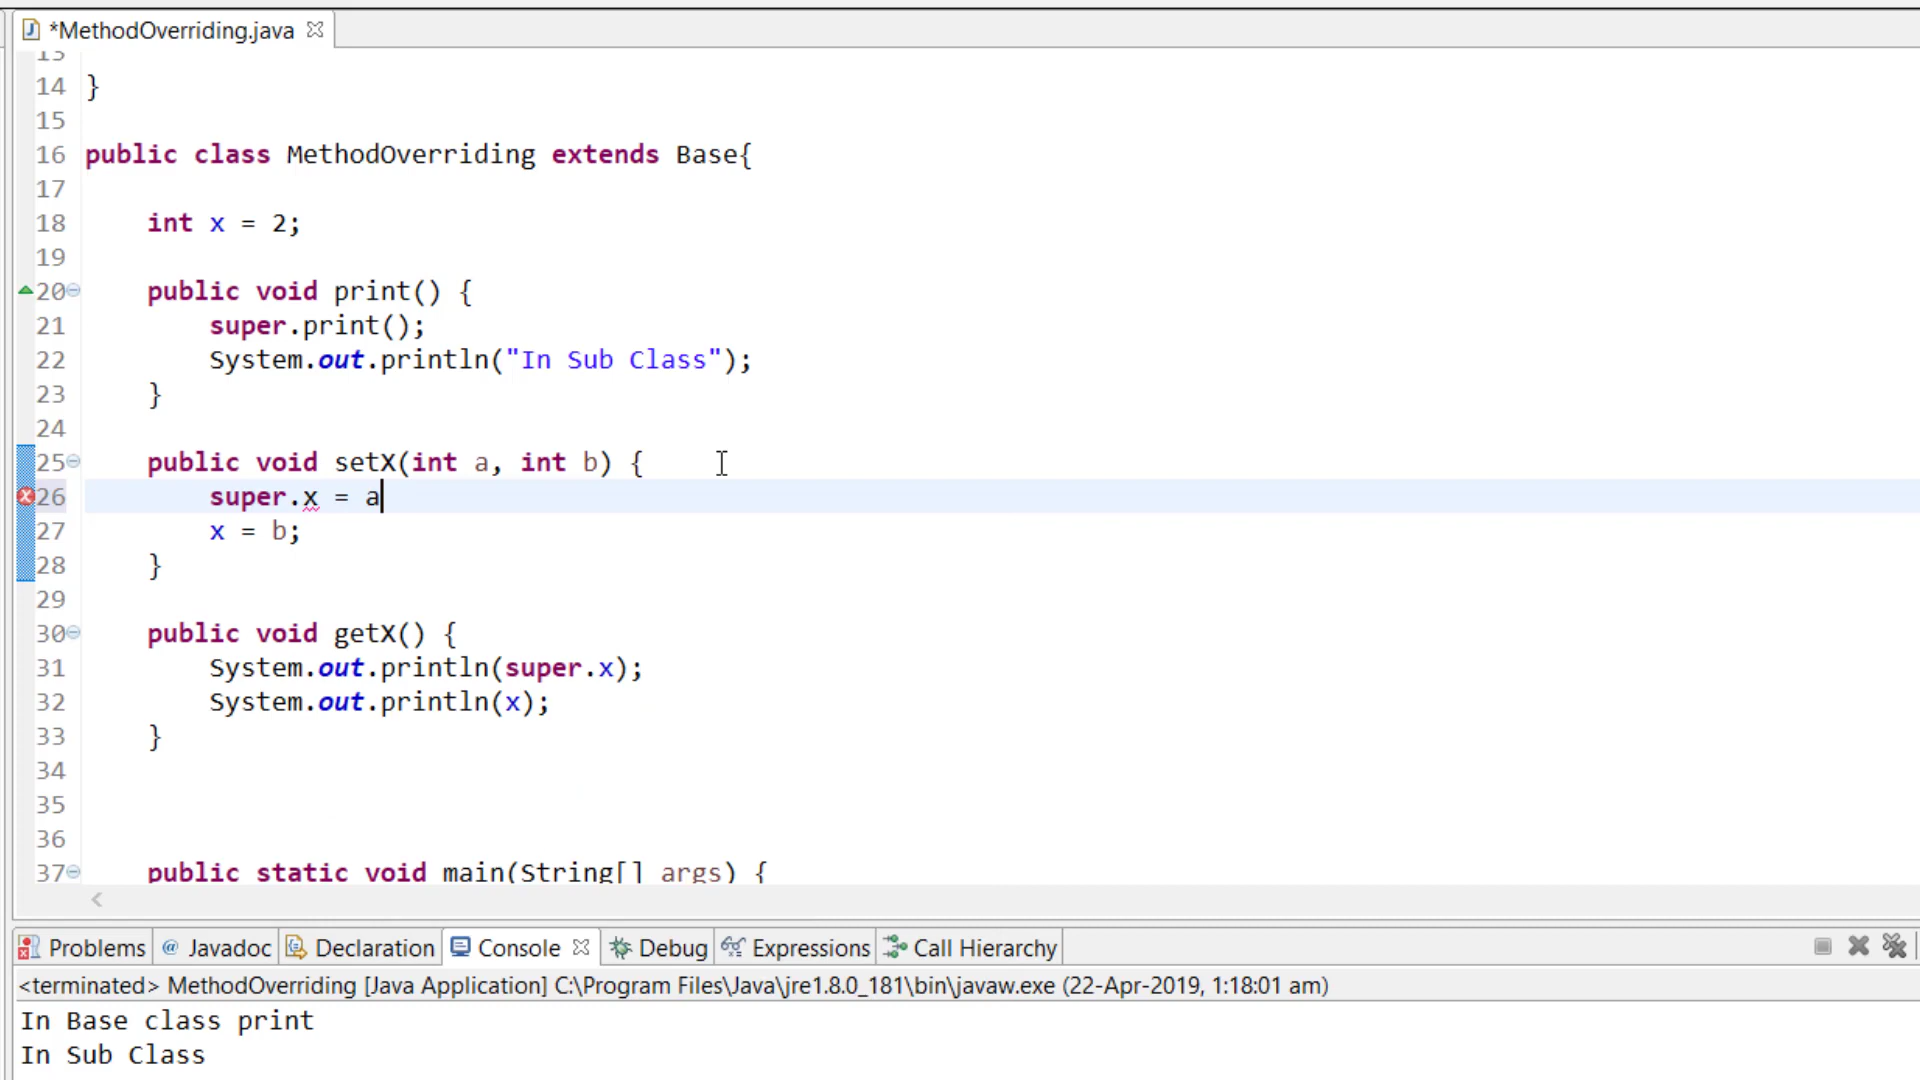 *MethodOverriding.java
13
14 }
15
16 public class MethodOverriding extends Base{
17
18     int x = 2;
19
20     public void print() {
21         super.print();
22         System.out.println("In Sub Class");
23     }
24
25     public void setX(int a, int b) {
26         super.x = a
27         x = b;
28     }
29
30     public void getX() {
31         System.out.println(super.x);
32         System.out.println(x);
33     }
34
35
36
37     public static void main(String[] args) {
Problems @ Javadoc Declaration Console Debug Expressions Call Hierarchy
<terminated> MethodOverriding [Java Application] C:\Program Files\Java\jre1.8.0_181\bin\javaw.exe (22-Apr-2019, 1:18:01 am)
In Base class print
In Sub Class